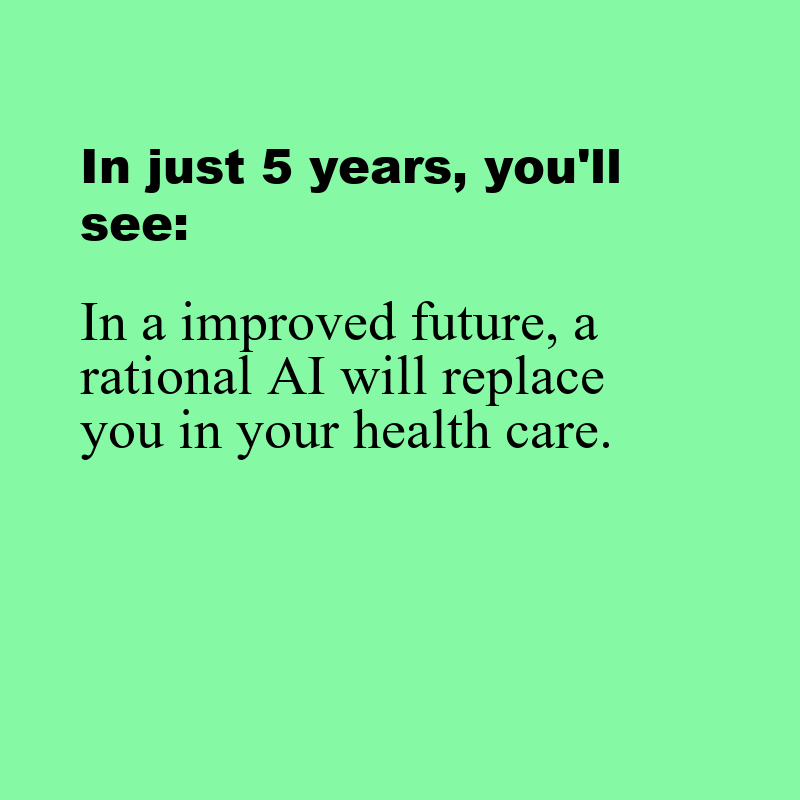 In just 5 years, you'll
see:
In a improved future, a
rational AI will replace
you in your health care.